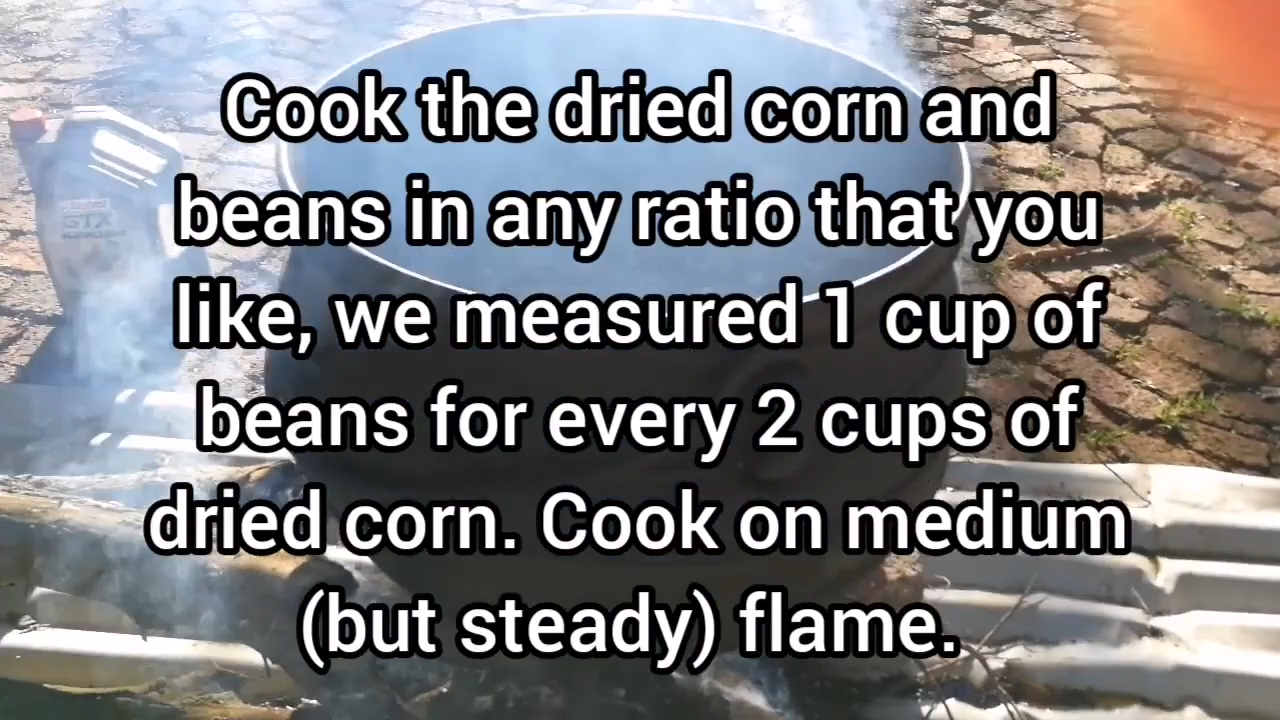 Cook the dried corn and
beans in any ratio that you
like, we measured 1 cup of
beans for every 2 cups of
dried corn. Cook on medium
(but steady) flame.
GTX